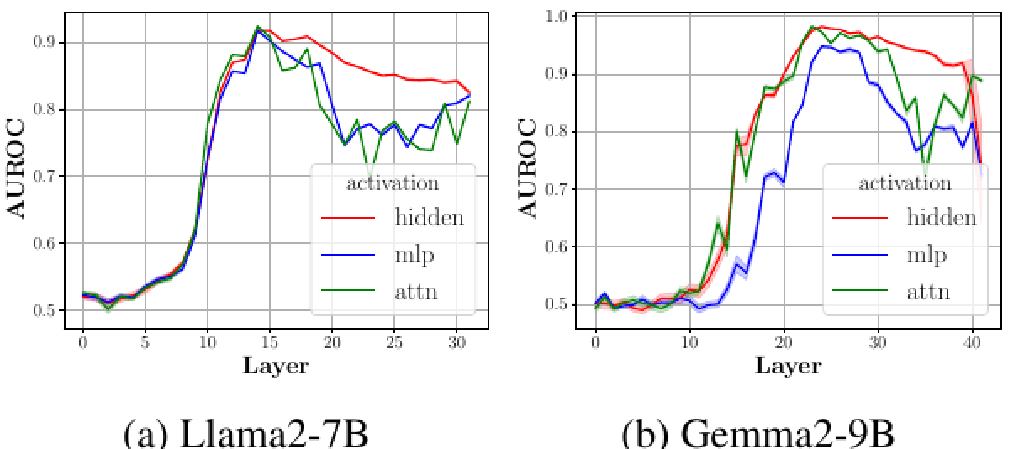 AUROC
0.9
0.8
0.7
0.6
0.5
0
5
10
15
20
25
30
Layer
activation
hidden
mlp
attn
(a) Llama2-7B
AUROC
1.0
0.9
0.8
0.7
0.6
0.5
0
10
20
30
40
Layer
activation
hidden
mlp
attn
(b) Gemma2-9B